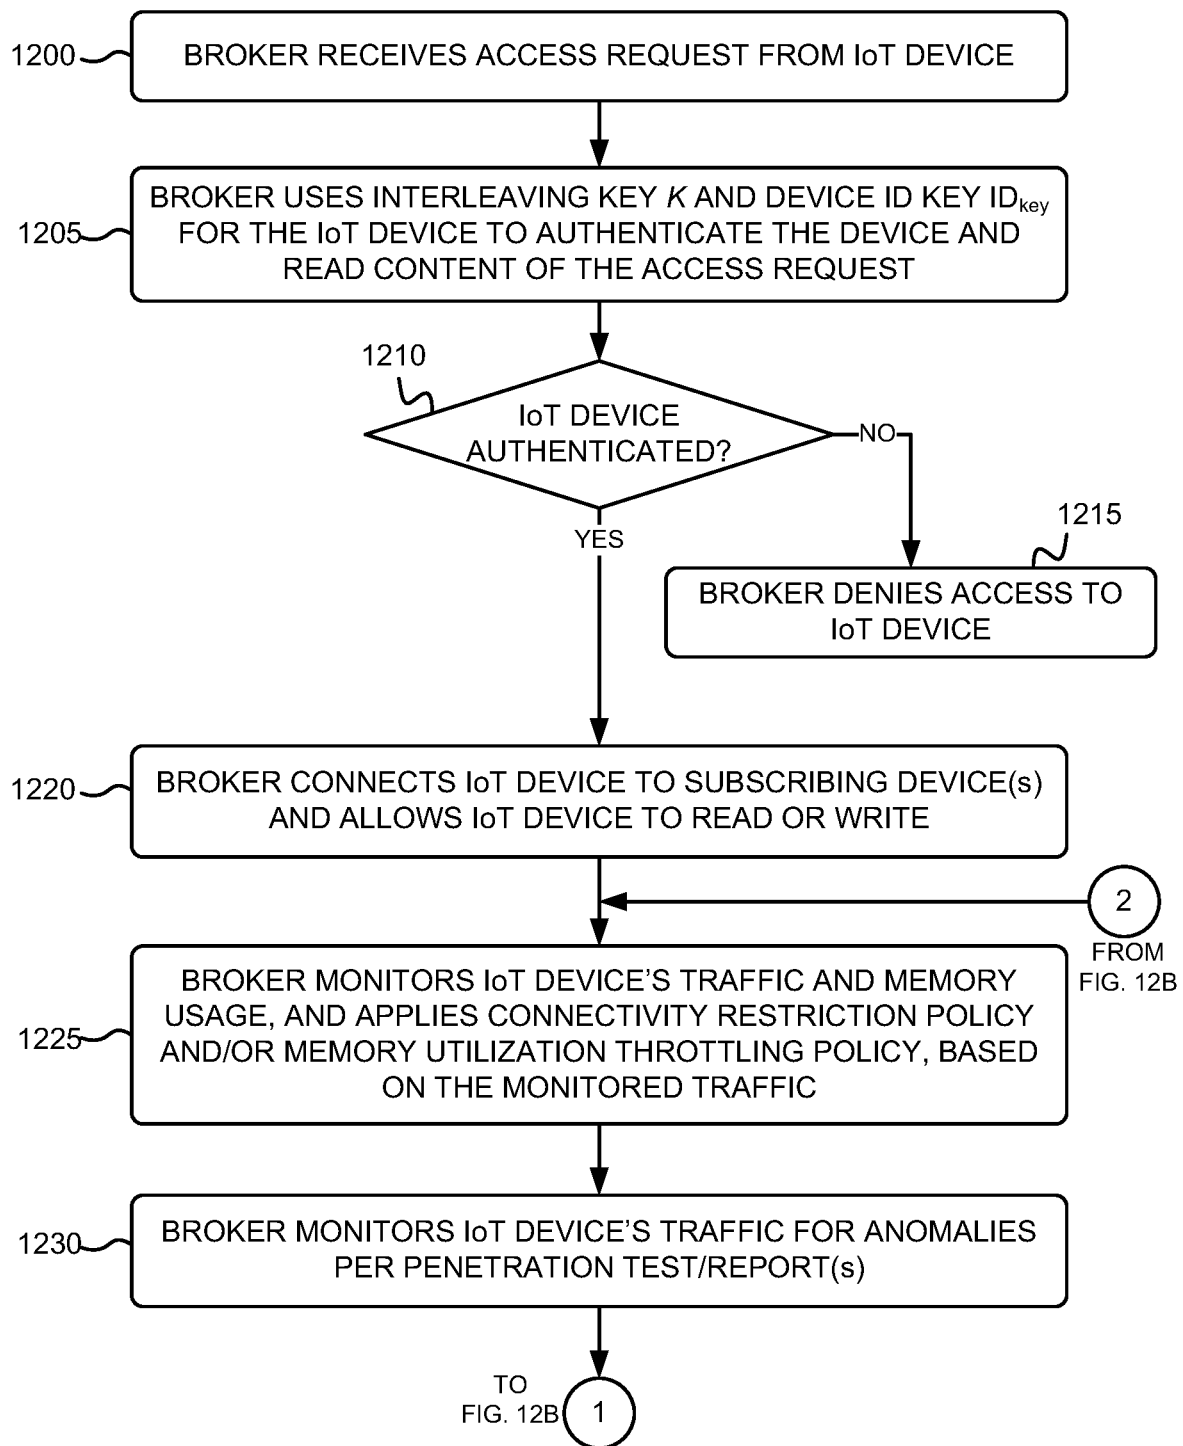 1200
BROKER RECEIVES ACCESS REQUEST FROM IoT DEVICE
BROKER USES INTERLEAVING KEY K AND DEVICE ID KEY IDkey
1205
FOR THE IoT DEVICE TO AUTHENTICATE THE DEVICE AND
READ CONTENT OF THE ACCESS REQUEST
1210
IoT DEVICE
AUTHENTICATED?
NO
YES
1215
BROKER DENIES ACCESS TO
IoT DEVICE
1220
BROKER CONNECTS IoT DEVICE TO SUBSCRIBING DEVICE(s)
AND ALLOWS IoT DEVICE TO READ OR WRITE
2
FROM
FIG. 12B
1225
BROKER MONITORS IoT DEVICE'S TRAFFIC AND MEMORY
USAGE, AND APPLIES CONNECTIVITY RESTRICTION POLICY
AND/OR MEMORY UTILIZATION THROTTLING POLICY, BASED
ON THE MONITORED TRAFFIC
1230
BROKER MONITORS IoT DEVICE'S TRAFFIC FOR ANOMALIES
PER PENETRATION TEST/REPORT(s)
TO
FIG. 12B
1